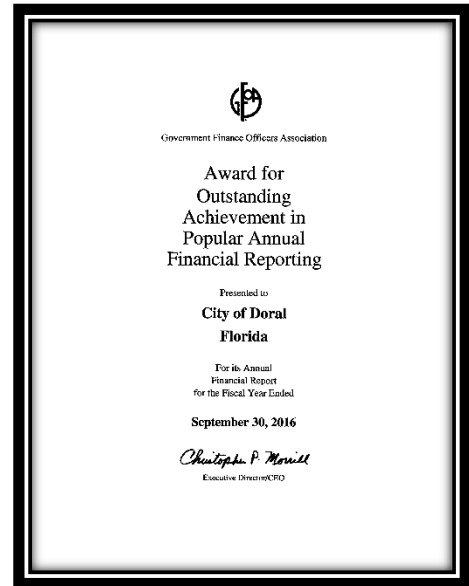 Government Finance Officers Association
Award for
Outstanding
Achievement in
Popular Annual
Financial Reporting
Presented to
City of Doral
Florida
For its Annual
Financial Report
for the Fiscal Year Ended
September 30, 2016
Christopher P. Morrill
Executive Director/CEO